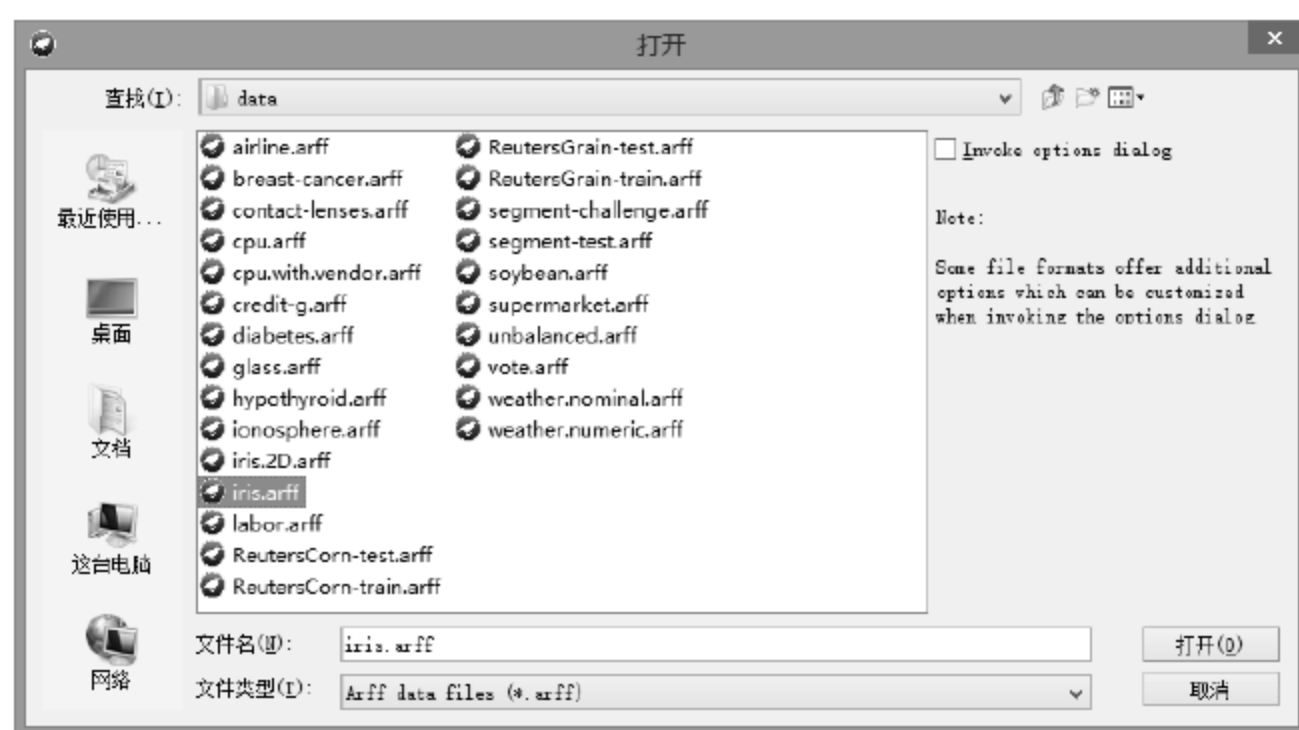 打开
查找(I): data
airline.arff
breast-cancer.arff
contact-lenses.arff
cpu.arff
cpu.with.vendor.arff
credit-g.arff
diabetes.arff
glass.arff
hypothyroid.arff
ionosphere.arff
iris.2D.arff
iris.arff
labor.arff
ReutersCorn-test.arff
ReutersCorn-train.arff
ReutersGrain-test.arff
ReutersGrain-train.arff
segment-challenge.arff
segment-test.arff
soybean.arff
supermarket.arff
unbalanced.arff
vote.arff
weather.nominal.arff
weather.numeric.arff
Invoke options dialog
Note:
Some file formats offer additional
options which can be customized
when invoking the options dialog
最近使用...
桌面
文档
这台电脑
网络
文件名(N): iris.arff
打开(O)
文件类型(T): Arff data files (*.arff)
取消